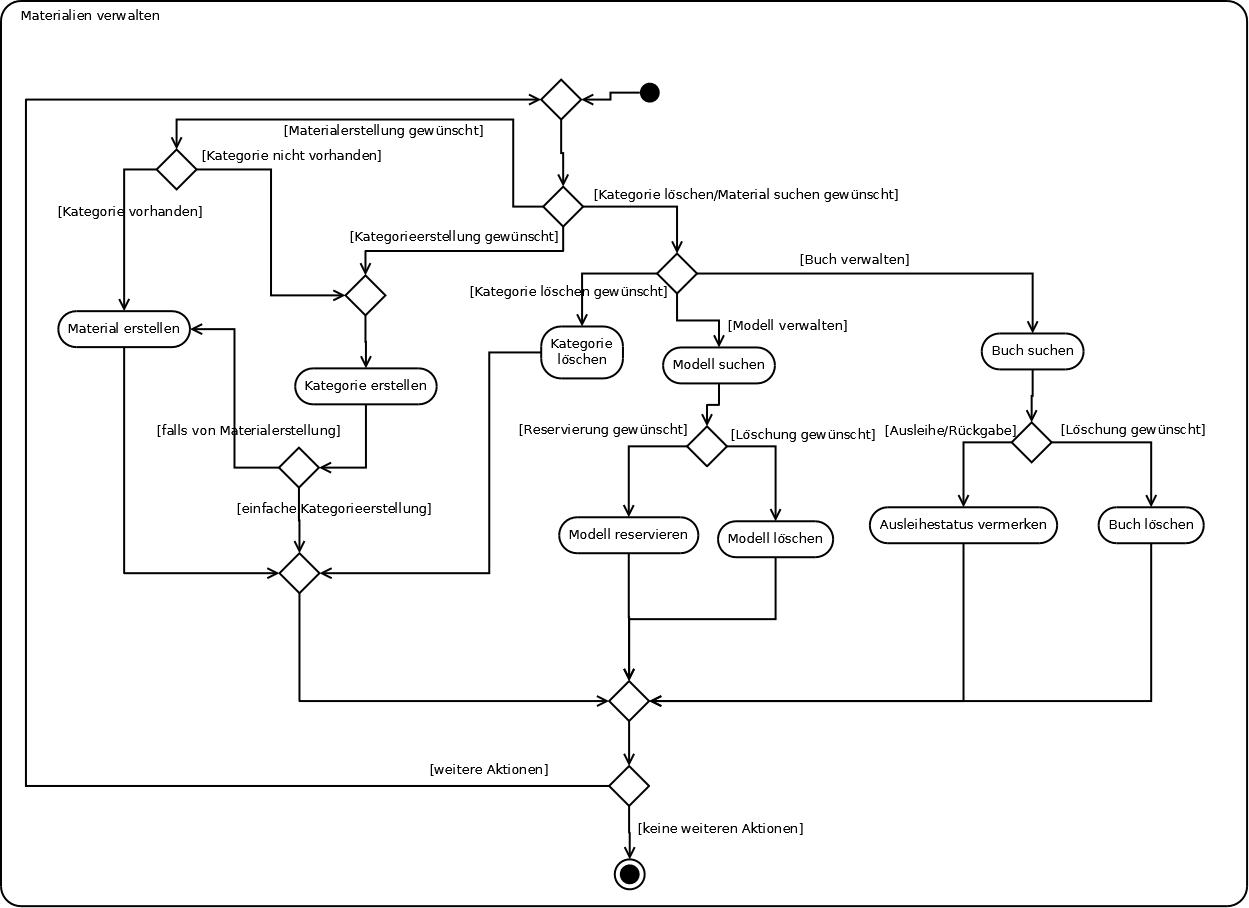 Materialien verwalten
[Materialerstellung gewünscht]
[Kategorie nicht vorhanden]
[Kategorie löschen/Material suchen gewünscht]
[Kategorie vorhanden]
[Kategorieerstellung gewünscht]
[Buch verwalten]
[Kategorie löschen gewünscht]
[Modell verwalten]
Material erstellen
Kategorie
löschen
Buch suchen
Modell suchen
Kategorie erstellen
[falls von Materialerstellung]
[Reservierung gewünscht]
[Löschung gewünscht]
[Ausleihe/Rückgabe]
[Löschung gewünscht]
[einfache Kategorieerstellung]
Modell reservieren
Modell löschen
Ausleihestatus vermerken
Buch löschen
[weitere Aktionen]
[keine weiteren Aktionen]